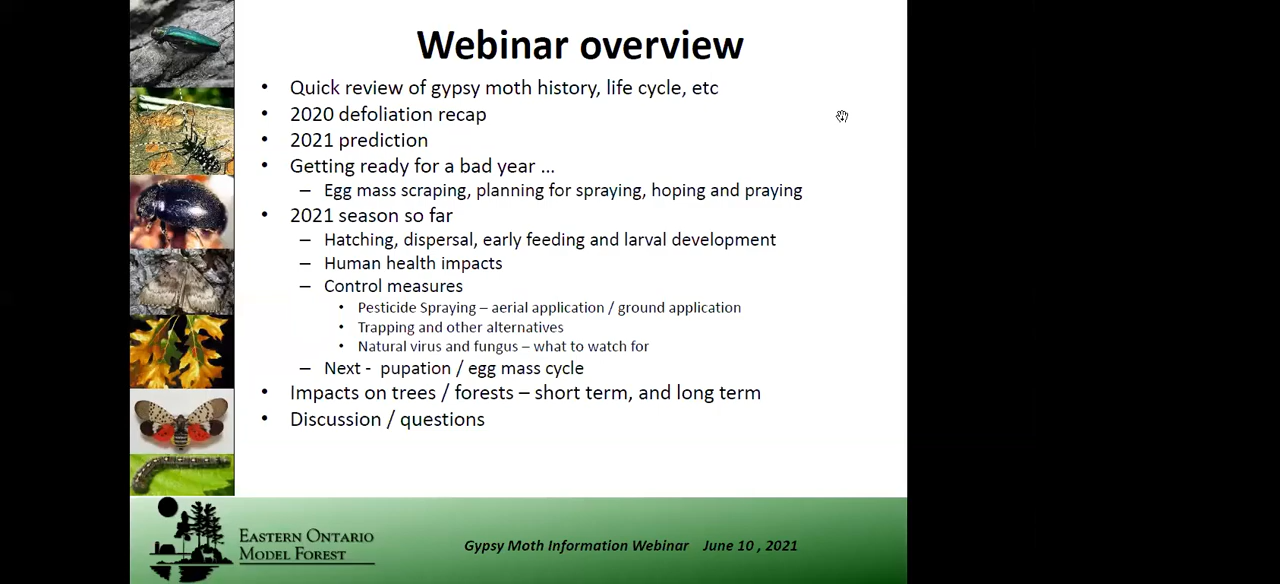 Webinar overview
• Quick review of gypsy moth history, life cycle, etc
• 2020 defoliation recap
• 2021 prediction
• Getting ready for a bad year ...
– Egg mass scraping, planning for spraying, hoping and praying
• 2021 season so far
– Hatching, dispersal, early feeding and larval development
– Human health impacts
– Control measures
• Pesticide Spraying – aerial application / ground application
• Trapping and other alternatives
• Natural virus and fungus – what to watch for
– Next - pupation / egg mass cycle
• Impacts on trees / forests – short term, and long term
• Discussion / questions
EASTERN ONTARIO
MODEL FOREST
Gypsy Moth Information Webinar June 10 , 2021